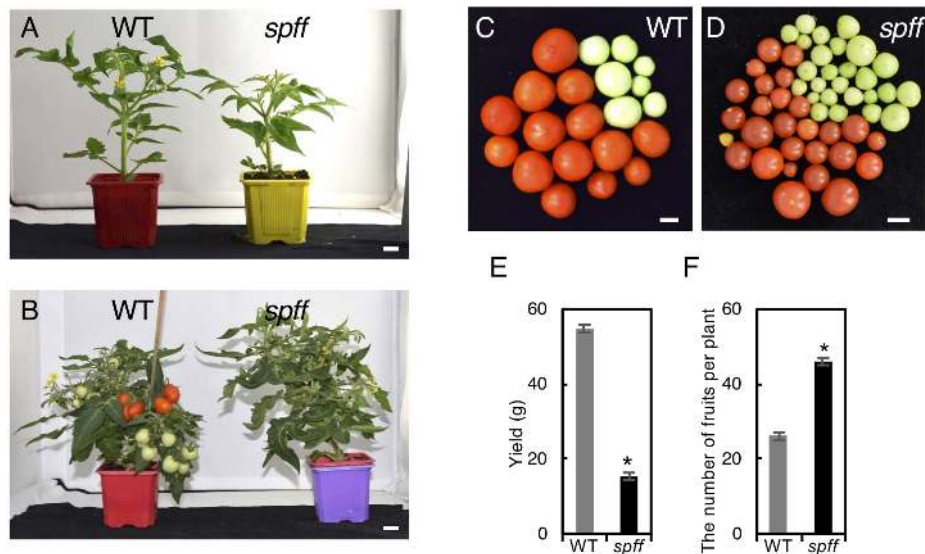 A WT spff
B WT spff
C WT
D spff
E
Yield (g)
60
40
20
0
*
WT spff
F
The number of fruits per plant
60
40
20
0
*
WT spff